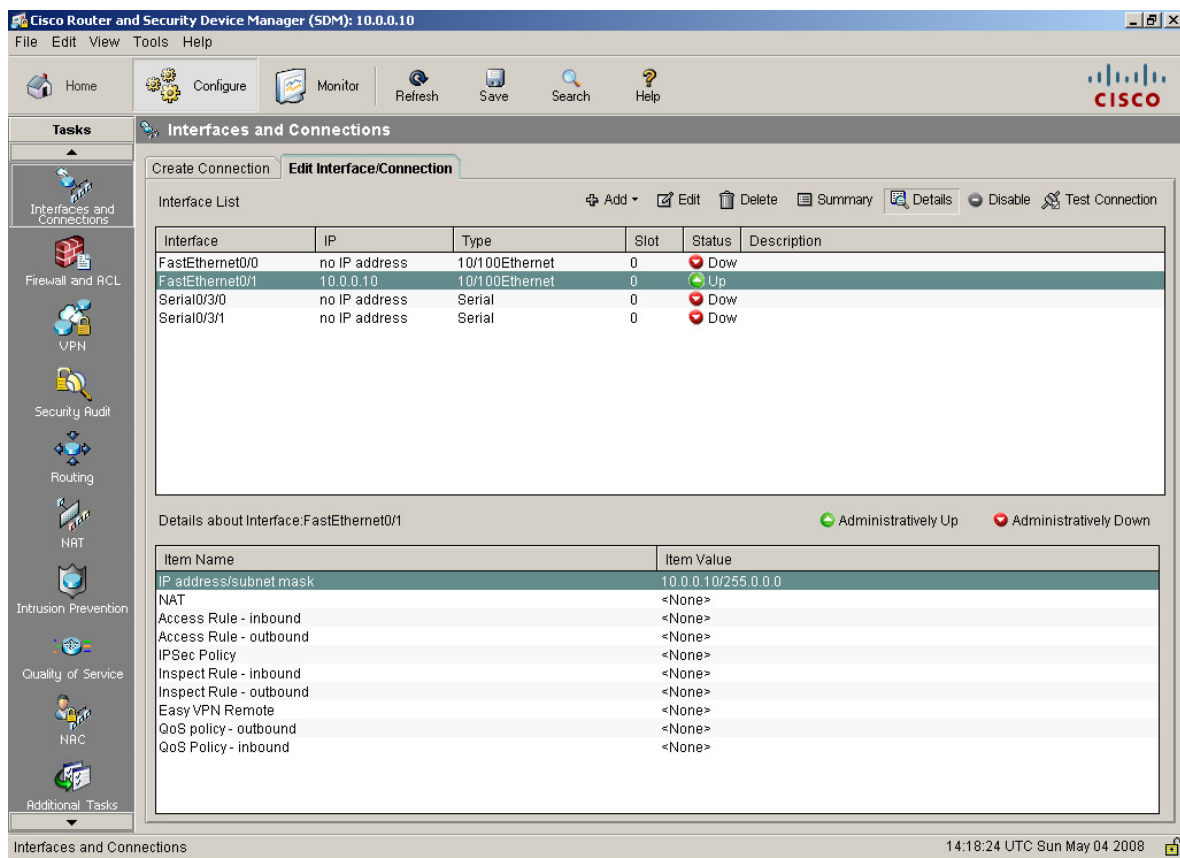 Cisco Router and Security Device Manager (SDM): 10.0.0.10
File Edit View Tools Help
Home Configure Monitor Refresh Save Search Help CISCO
Tasks
Interfaces and Connections
Firewall and ACL
VPN
Security Audit
Routing
NAT
Intrusion Prevention
Quality of Service
NAC
Additional Tasks
Interfaces and Connections
Create Connection Edit Interface/Connection
Interface List Add Edit Delete Summary Details Disable Test Connection
Interface IP Type Slot Status Description
FastEthernet0/0 no IP address 10/100Ethernet 0 Dow
FastEthernet0/1 10.0.0.10 10/100Ethernet 0 Up
Serial0/3/0 no IP address Serial 0 Dow
Serial0/3/1 no IP address Serial 0 Dow
Details about Interface:FastEthernet0/1 Administratively Up Administratively Down
Item Name Item Value
IP address/subnet mask 10.0.0.10/255.0.0.0
NAT <None>
Access Rule - inbound <None>
Access Rule - outbound <None>
IPSec Policy <None>
Inspect Rule - inbound <None>
Inspect Rule - outbound <None>
Easy VPN Remote <None>
QoS policy - outbound <None>
QoS Policy - inbound <None>
Interfaces and Connections 14:18:24 UTC Sun May 04 2008